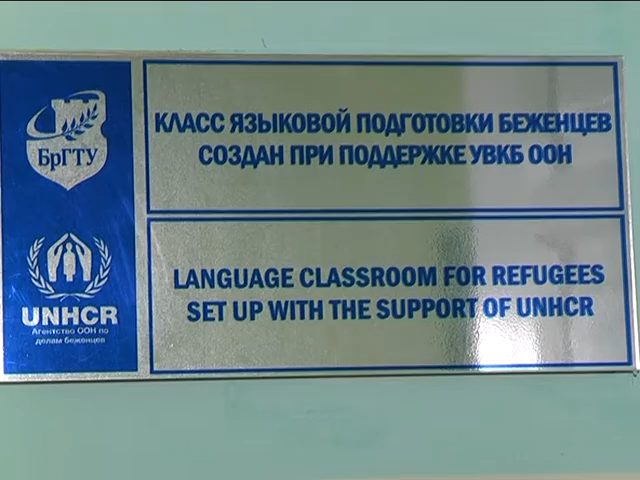 БрГТУ
КЛАСС ЯЗЫКОВОЙ ПОДГОТОВКИ БЕЖЕНЦЕВ
СОЗДАН ПРИ ПОДДЕРЖКЕ УВКБ ООН
UNHCR
Агентство ООН по
делам беженцев
LANGUAGE CLASSROOM FOR REFUGEES
SET UP WITH THE SUPPORT OF UNHCR